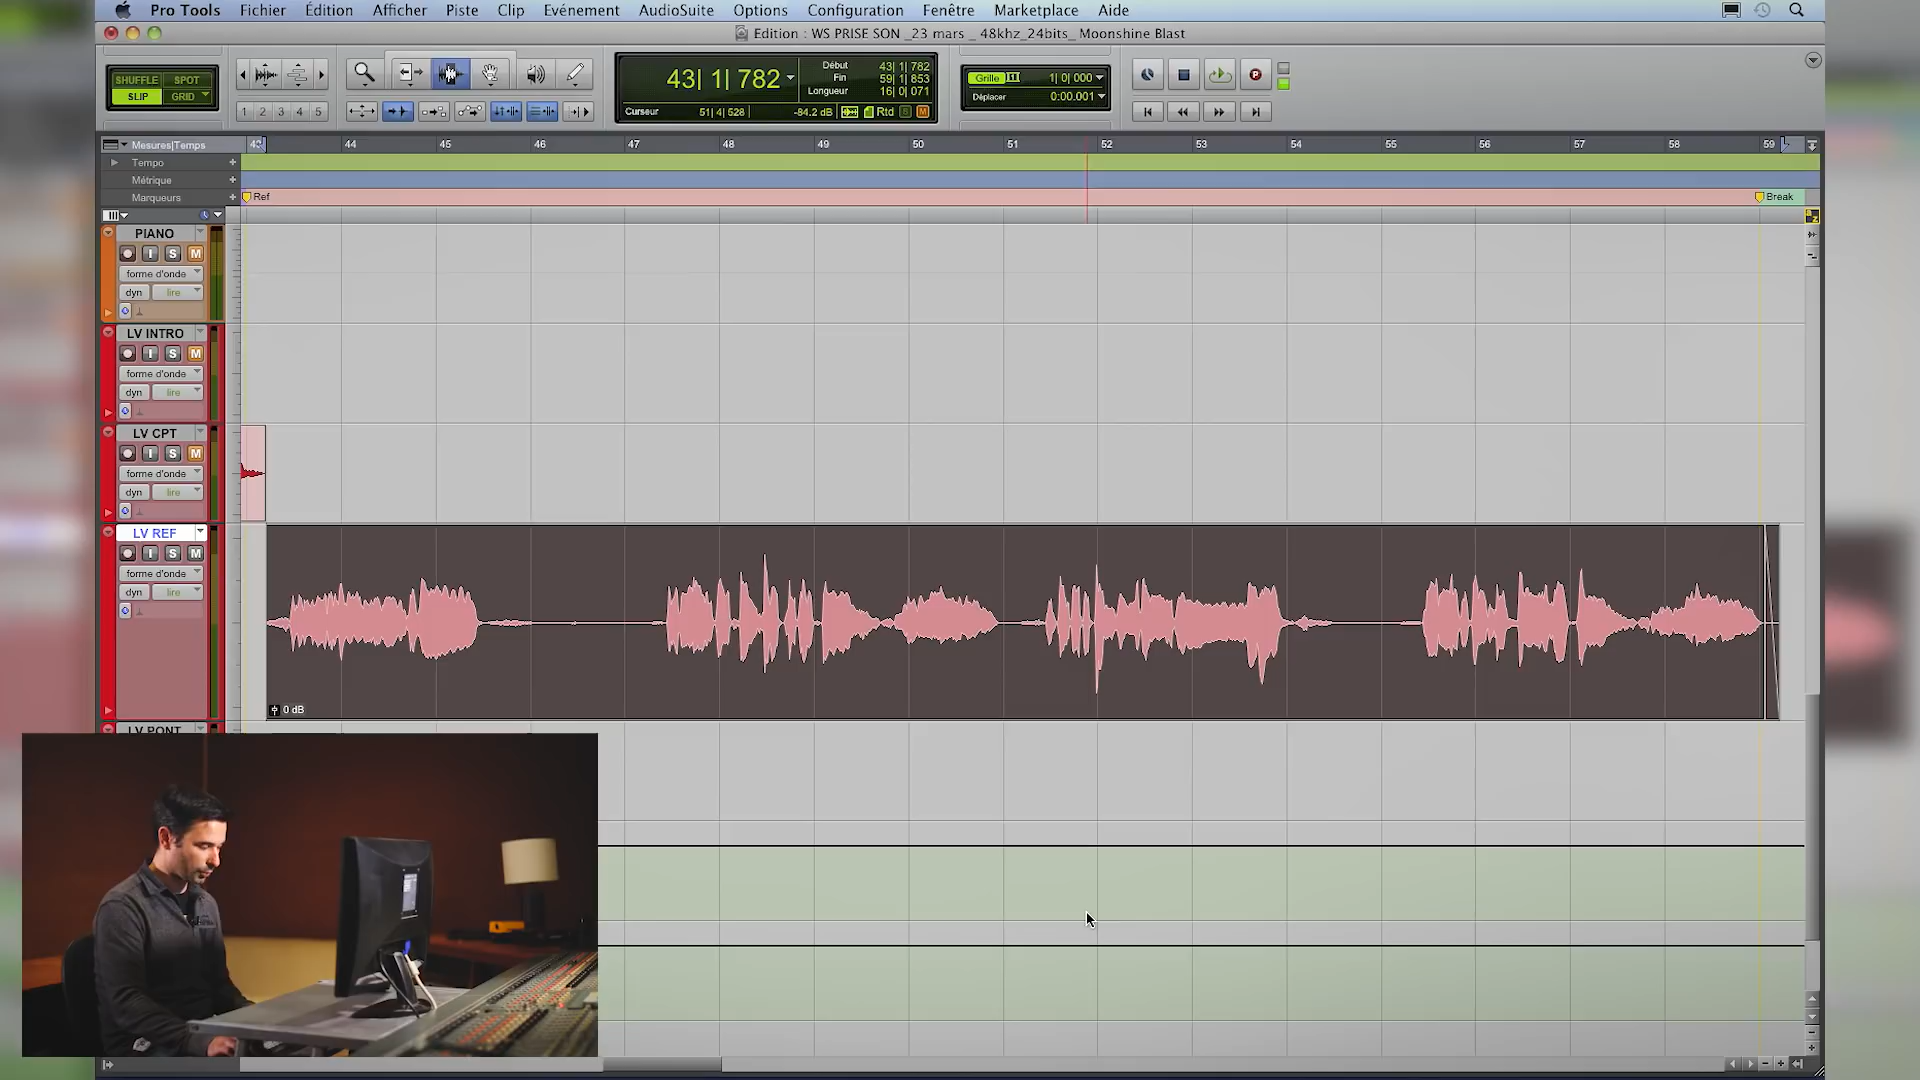 Pro Tools Fichier Édition Afficher Piste Clip Evénement AudioSuite Options Configuration Fenêtre Marketplace Aide
Edition : WS PRISE SON _23 mars _ 48khz_24bits_ Moonshine Blast
SHUFFLE SPOT
SLIP GRID
1 2 3 4 5
43| 1| 782
Début 43| 1| 782
Fin 59| 1| 853
Longueur 16| 0| 071
Curseur 51| 4| 528 -84.2 dB Rtd S M
Grille 1| 0| 000
Déplacer 0:00.001
Mesures|Temps 43 44 45 46 47 48 49 50 51 52 53 54 55 56 57 58 59
Tempo
Métrique
Marqueurs Ref Break
PIANO
I S M
forme d'onde
dyn lire
LV INTRO
I S M
forme d'onde
dyn lire
LV CPT
I S M
forme d'onde
dyn lire
LV REF
I S M
forme d'onde
dyn lire
0 dB
LV PONT